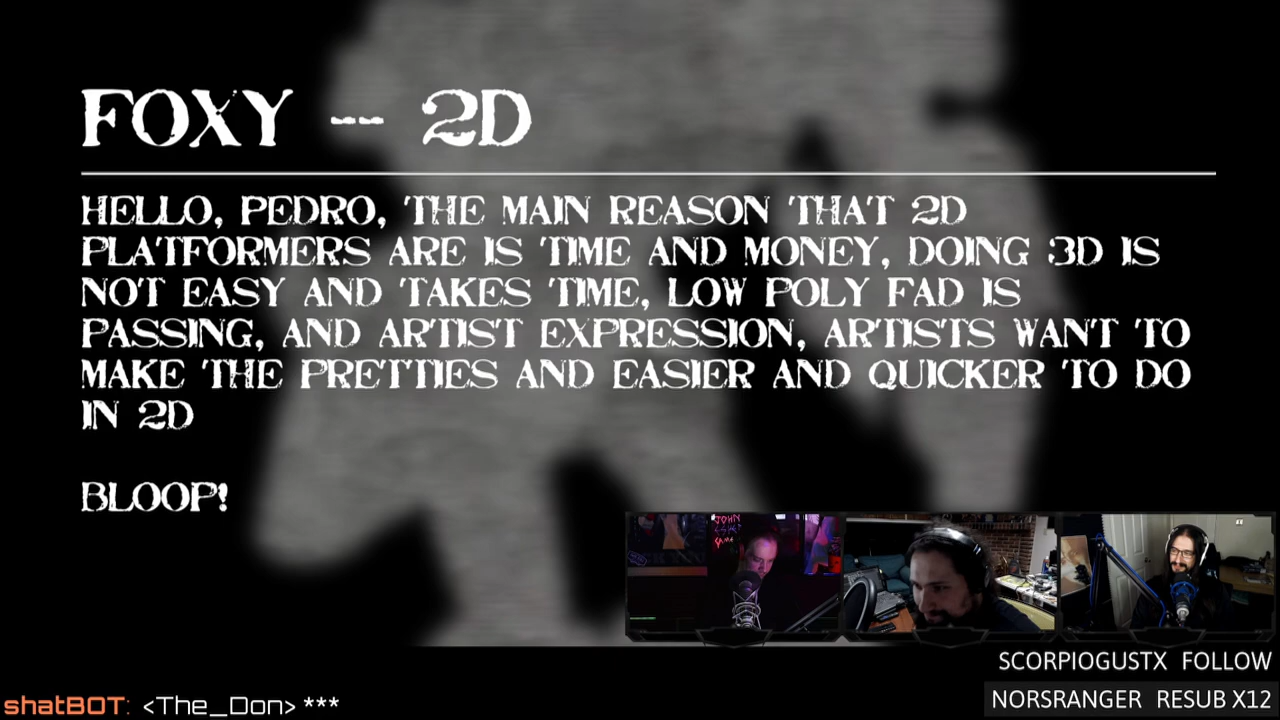 FOXY -- 2D
HELLO, PEDRO, THE MAIN REASON THAT 2D
PLATFORMERS ARE IS TIME AND MONEY, DOING 3D IS
NOT EASY AND TAKES TIME, LOW POLY FAD IS
PASSING, AND ARTIST EXPRESSION, ARTISTS WANT TO
MAKE THE PRETTIES AND EASIER AND QUICKER TO DO
IN 2D
BLOOP!
JOHN
SCORPIOGUSTX FOLLOW
NORSRANGER RESUB X12
shatBOT: <The_Don> ***